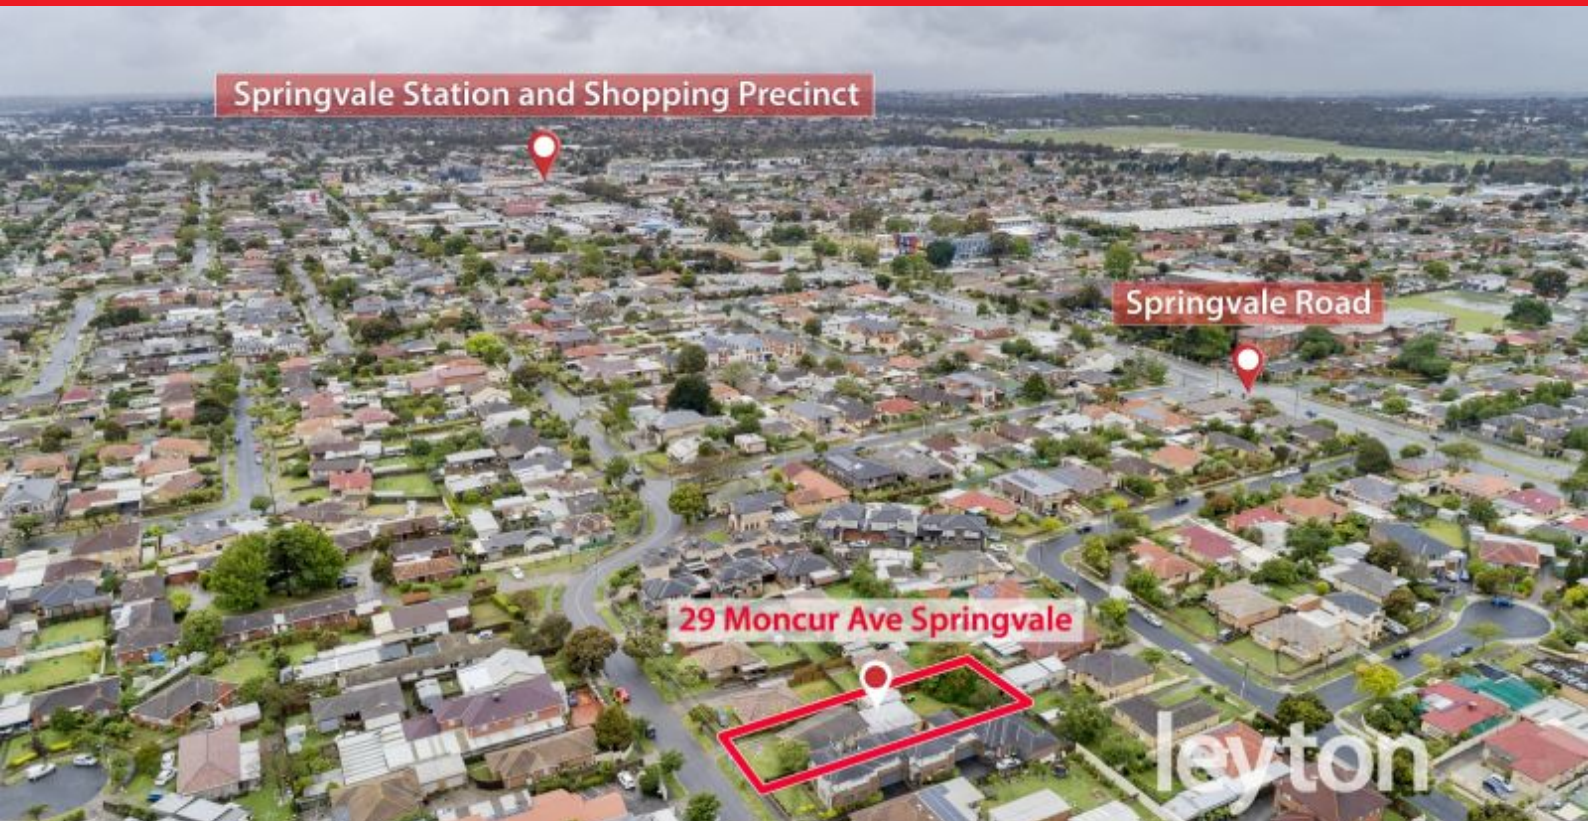 Springvale Station and Shopping Precinct
Springvale Road
29 Moncur Ave Springvale
leyton